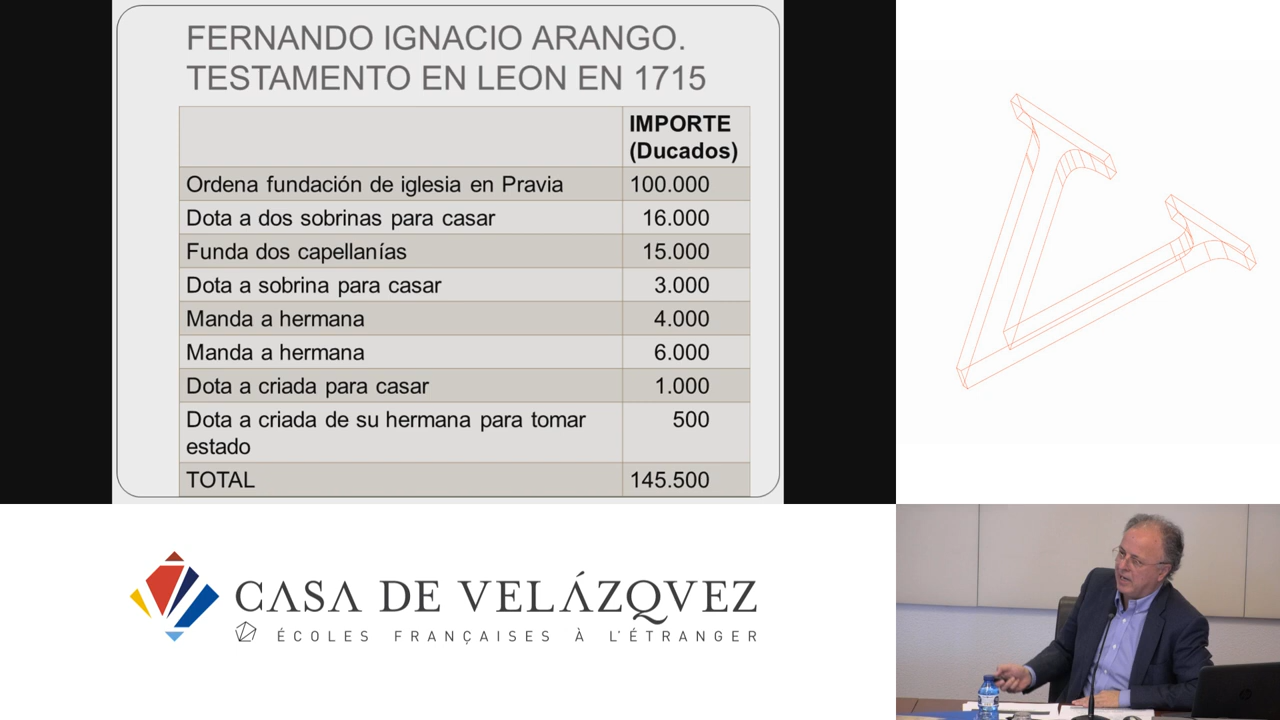 FERNANDO IGNACIO ARANGO.
TESTAMENTO EN LEON EN 1715
IMPORTE
(Ducados)
Ordena fundación de iglesia en Pravia 100.000
Dota a dos sobrinas para casar 16.000
Funda dos capellanías 15.000
Dota a sobrina para casar 3.000
Manda a hermana 4.000
Manda a hermana 6.000
Dota a criada para casar 1.000
Dota a criada de su hermana para tomar estado 500
TOTAL 145.500
CASA DE VELÁZQVEZ
ÉCOLES FRANÇAISES À L'ÉTRANGER